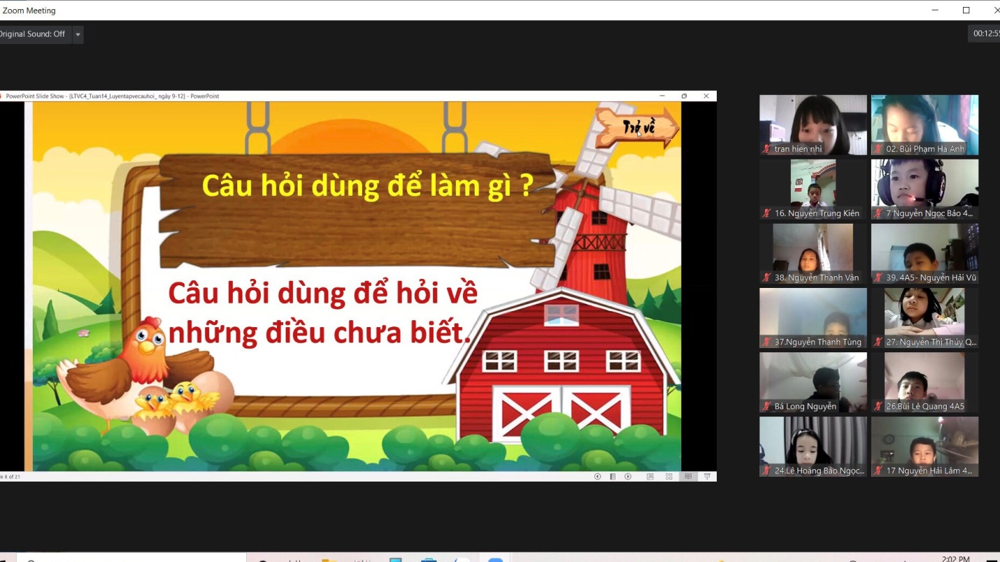 Zoom Meeting
Original Sound: Off
00:12:55
PowerPoint Slide Show - [LTVC4_Tuan14_Luyentapvecauhoi_ ngày 9-12] - PowerPoint
Trở về
Câu hỏi dùng để làm gì ?
Câu hỏi dùng để hỏi về
những điều chưa biết.
8 of 21
tran hien nhi
02. Bùi Phạm Hà Anh
16. Nguyễn Trung Kiên
7 Nguyễn Ngọc Bảo 4...
38. Nguyễn Thanh Vân
39. 4A5- Nguyễn Hải Vũ
37.Nguyễn Thanh Tùng
27. Nguyễn Thị Thúy Q...
Bá Long Nguyễn
26.Bùi Lê Quang 4A5
24.Lê Hoàng Bảo Ngọc...
17 Nguyễn Hải Lâm 4...
2:02 PM